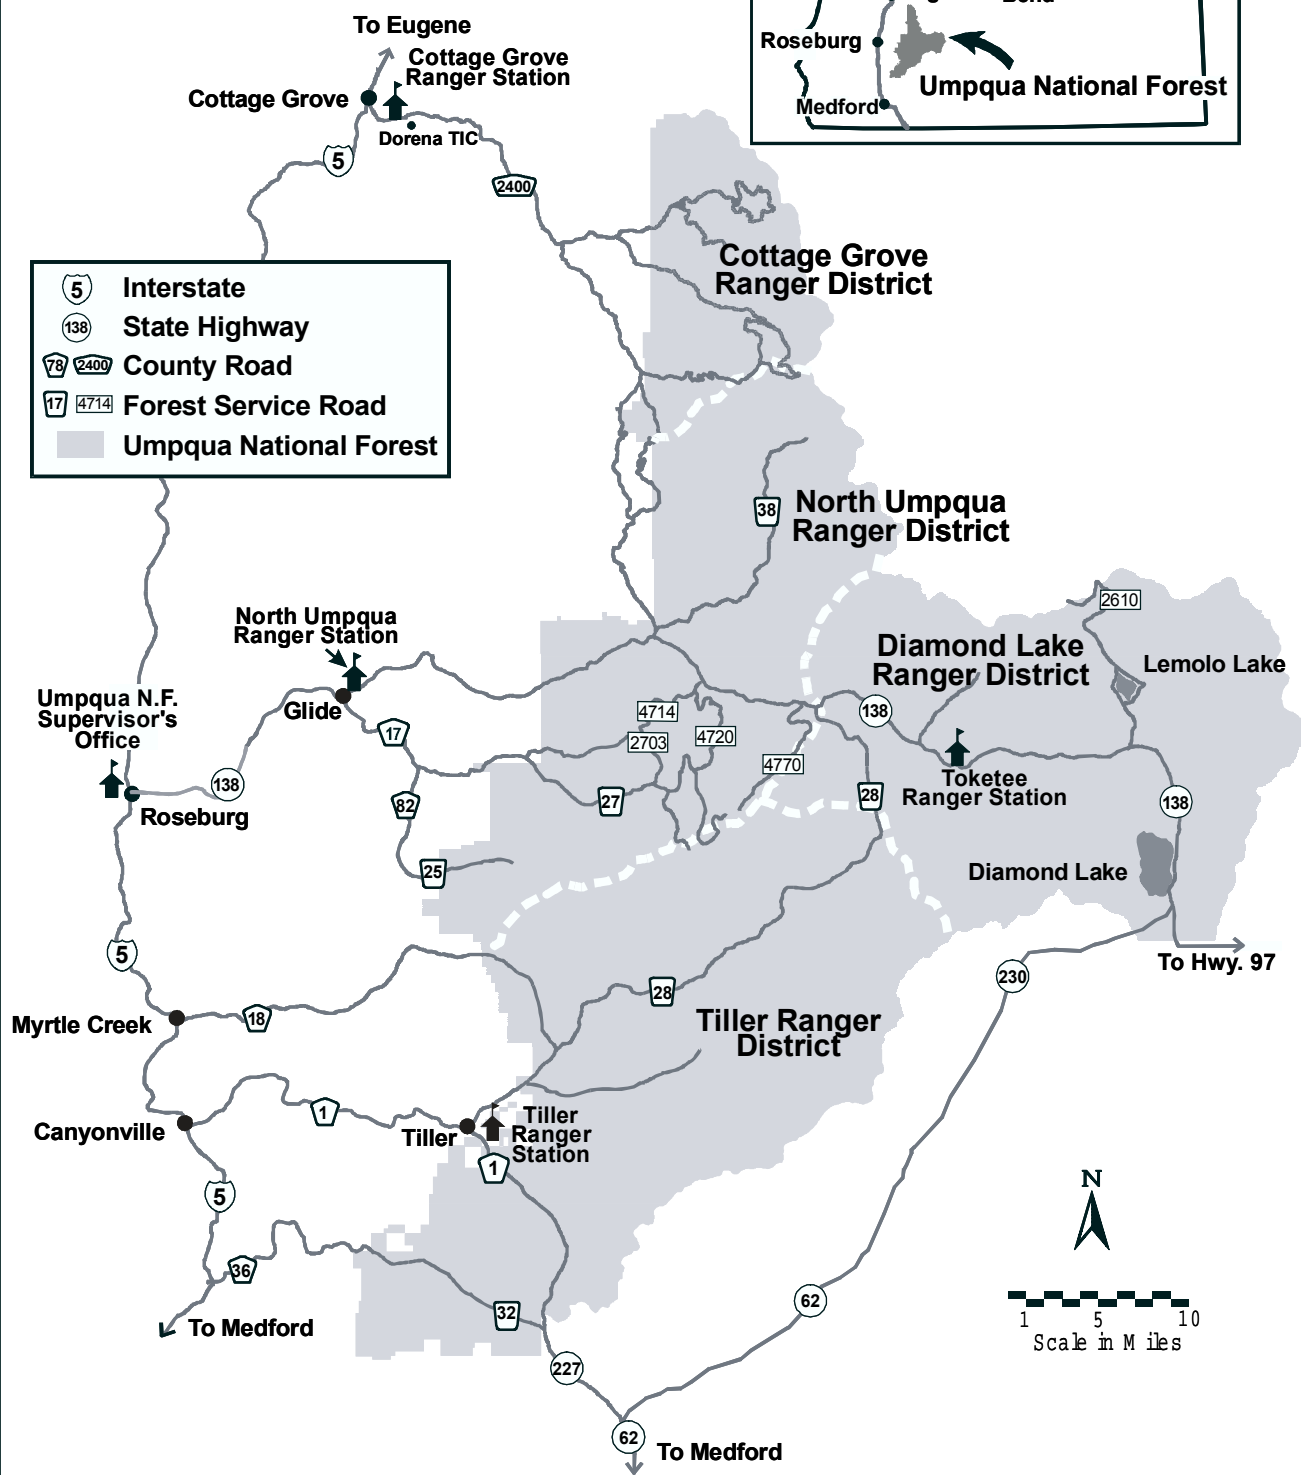 To Eugene
Cottage Grove
Ranger Station
Cottage Grove
Dorena TIC
5
2400
Roseburg
Umpqua National Forest
Medford
5 Interstate
138 State Highway
78 2400 County Road
17 4714 Forest Service Road
Umpqua National Forest
Cottage Grove
Ranger District
38
North Umpqua
Ranger District
2610
North Umpqua
Ranger Station
Diamond Lake
Ranger District
Lemolo Lake
Umpqua N.F.
Supervisor's
Office
Glide
17
4714
2703
4720
4770
138
Toketee
Ranger Station
138
Roseburg
82
27
28
138
25
Diamond Lake
5
To Hwy. 97
230
28
Myrtle Creek
18
Tiller Ranger
District
Canyonville
1
Tiller
Tiller
Ranger
Station
1
5
N
36
32
62
To Medford
1 5 10
Scale in Miles
227
62
To Medford